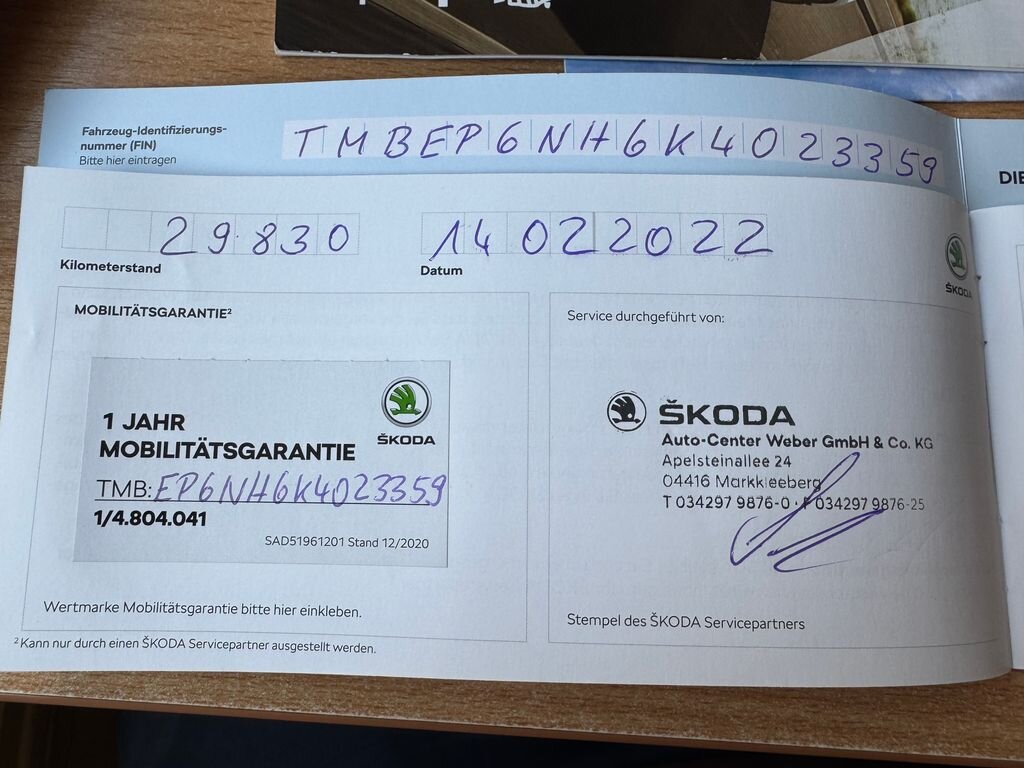 Fahrzeug-Identifizierungs-
nummer (FIN)
Bitte hier eintragen
TMBEP6NH6K4023359
29.830
Kilometerstand
14022022
Datum
ŠKODA
DIE
MOBILITÄTSGARANTIE²
1 JAHR
MOBILITÄTSGARANTIE
ŠKODA
TMB: EP6NH6K4023359
1/4.804.041
SAD51961201 Stand 12/2020
Wertmarke Mobilitätsgarantie bitte hier einkleben.
Service durchgeführt von:
ŠKODA
Auto-Center Weber GmbH & Co. KG
Apelsteinallee 24
04416 Markkleeberg
T 034297 9876-0 · F 034297 9876-25
Stempel des ŠKODA Servicepartners
² Kann nur durch einen ŠKODA Servicepartner ausgestellt werden.